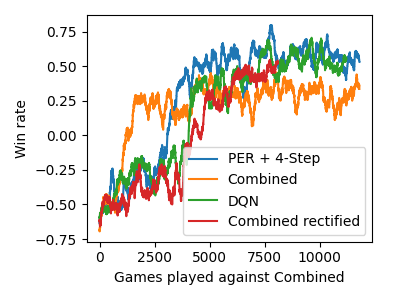 0.75
0.50
0.25
0.00
−0.25
−0.50
−0.75
Win rate
PER + 4-Step
Combined
DQN
Combined rectified
0 2500 5000 7500 10000
Games played against Combined